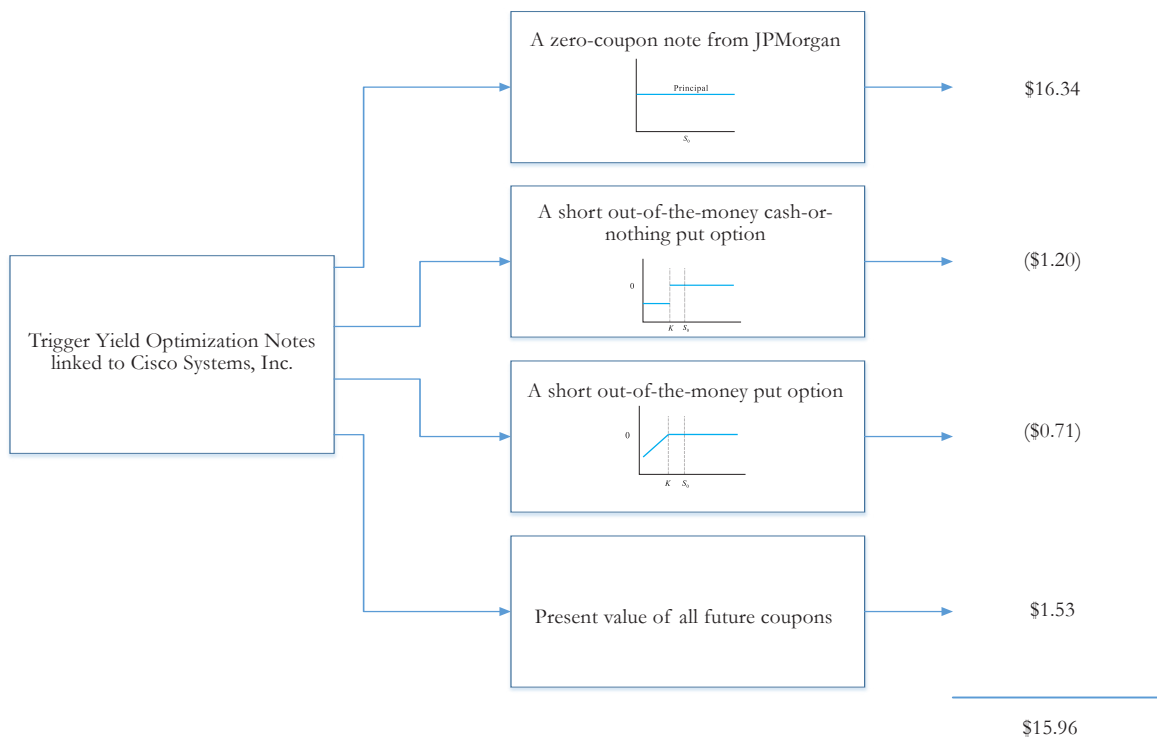 A zero-coupon note from JPMorgan
Principal
S0
$16.34
A short out-of-the-money cash-or-
nothing put option
0
K S0
($1.20)
Trigger Yield Optimization Notes
linked to Cisco Systems, Inc.
A short out-of-the-money put option
0
K S0
($0.71)
Present value of all future coupons
$1.53
$15.96